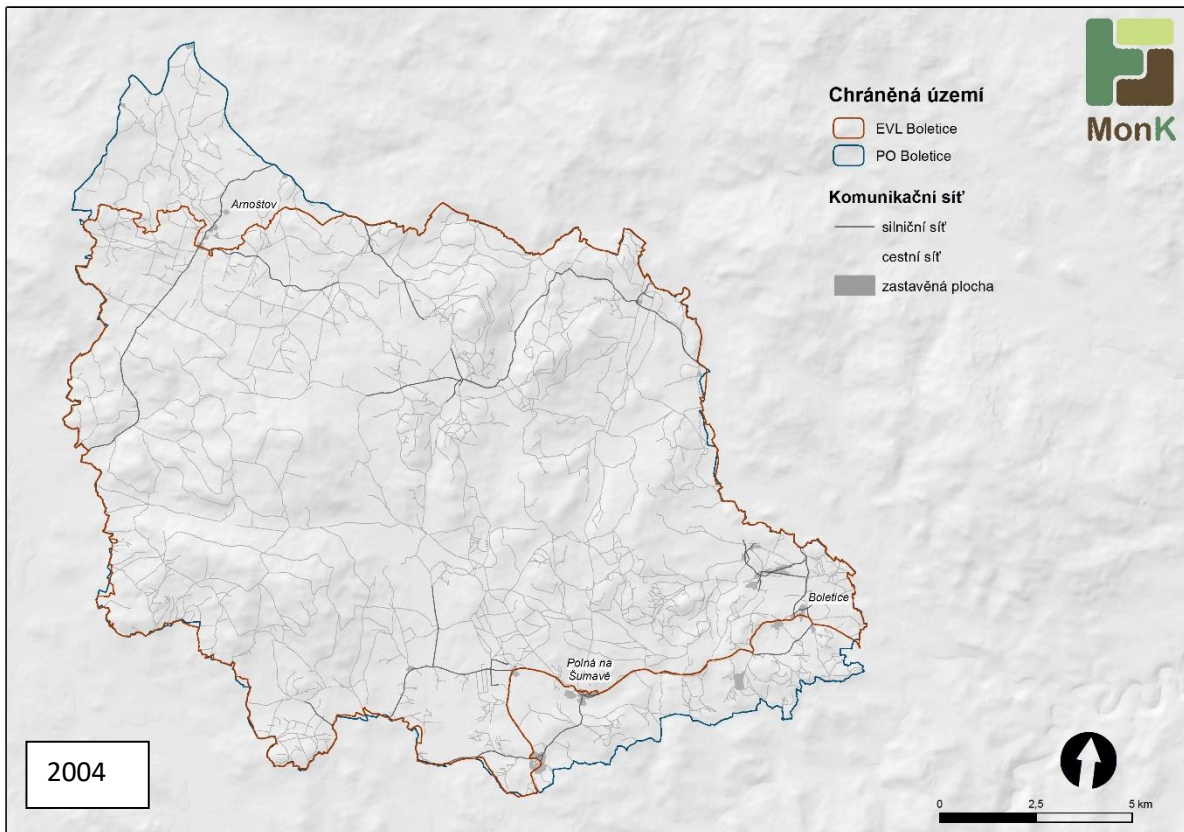 MonK
Chráněná území
EVL Boletice
PO Boletice
Komunikační síť
silniční síť
cestní síť
zastavěná plocha
Arnoštov
Boletice
Polná na
Šumavě
2004
0 2,5 5 km